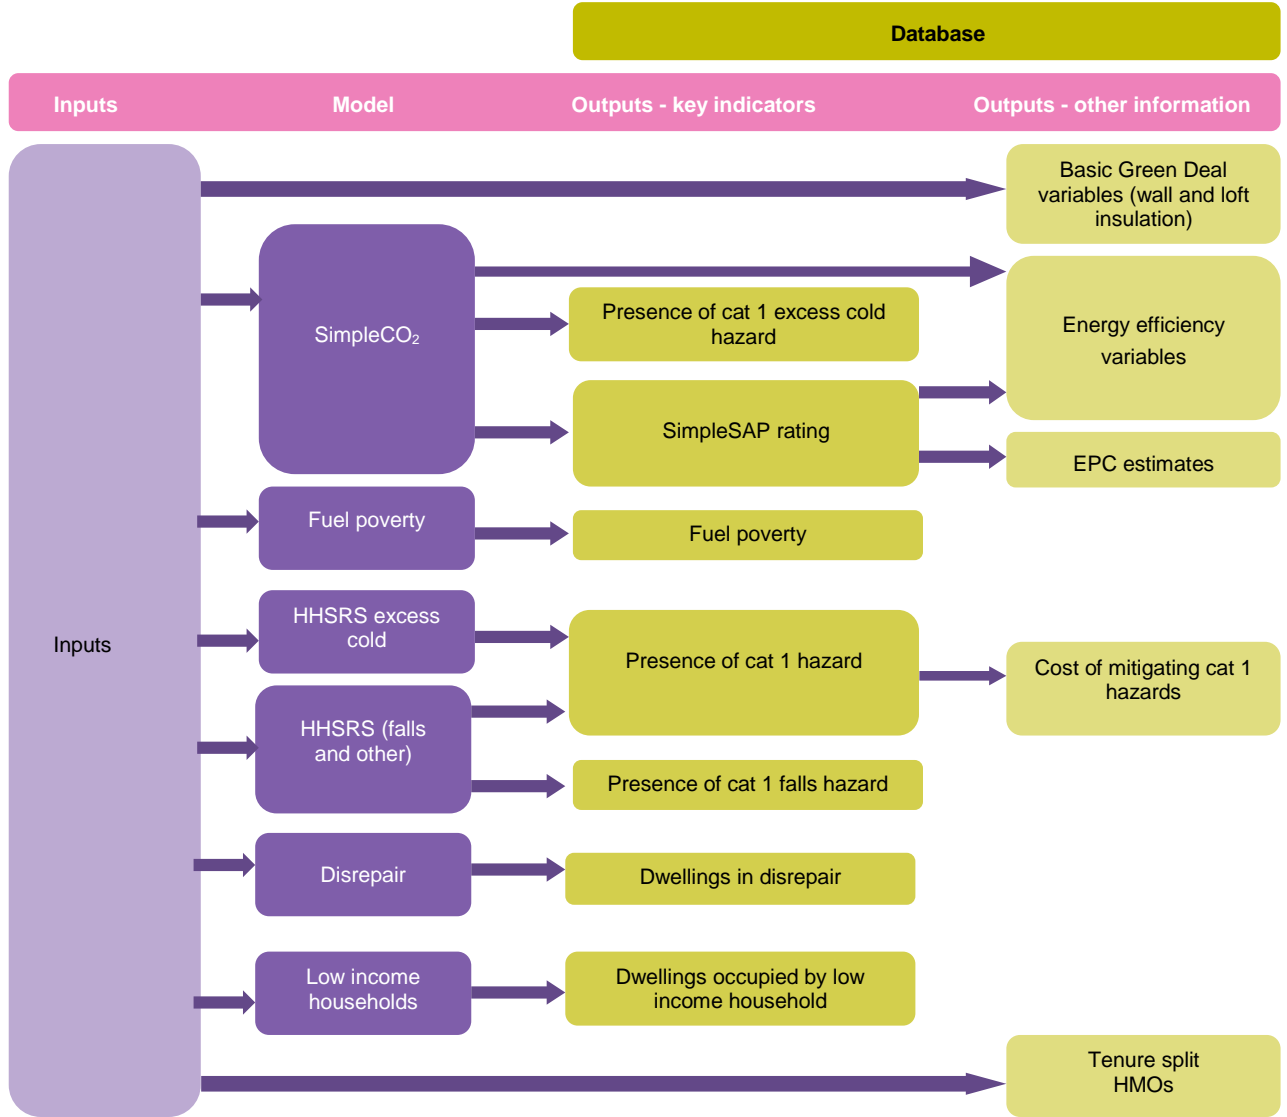 Database
Inputs
Model
Outputs - key indicators
Outputs - other information
Basic Green Deal
variables (wall and loft
insulation)
SimpleCO₂
Presence of cat 1 excess cold
hazard
Energy efficiency
variables
SimpleSAP rating
EPC estimates
Fuel poverty
Fuel poverty
Inputs
HHSRS excess
cold
Presence of cat 1 hazard
Cost of mitigating cat 1
hazards
HHSRS (falls
and other)
Presence of cat 1 falls hazard
Disrepair
Dwellings in disrepair
Low income
households
Dwellings occupied by low
income household
Tenure split
HMOs